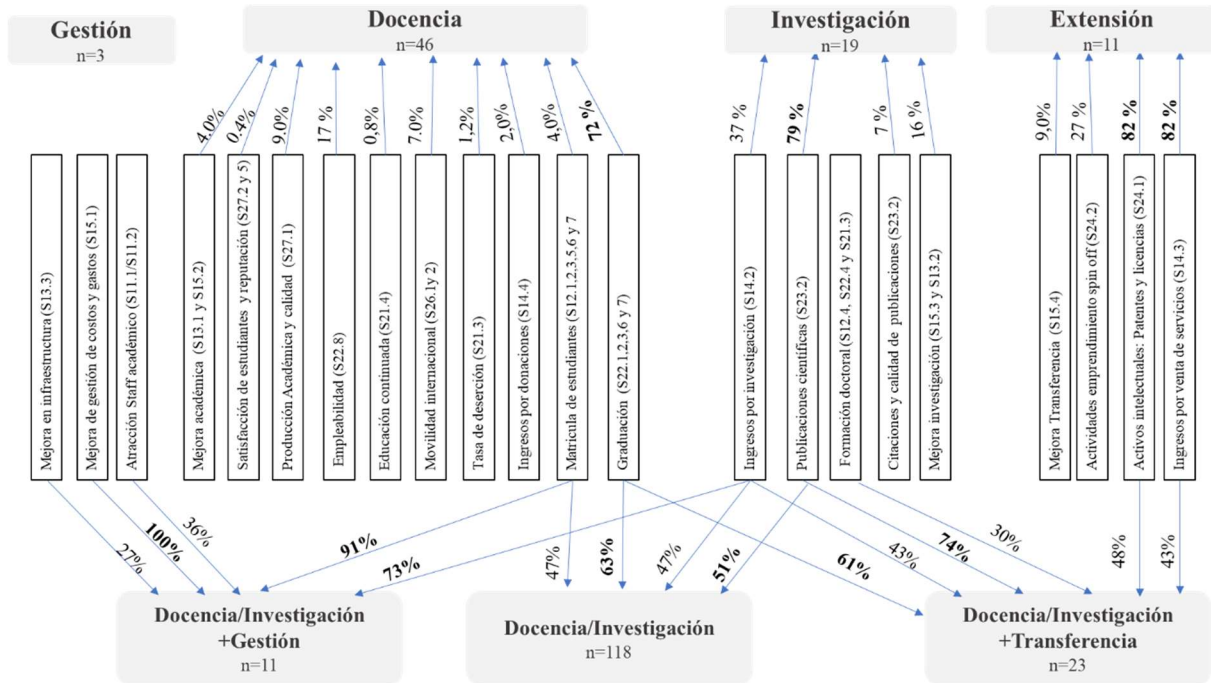 Gestión
n=3
Docencia
n=46
Investigación
n=19
Extensión
n=11
4.0%
0.4%
9.0%
17 %
0,8%
7.0%
1,2%
2,0%
4,0%
72 %
37 %
79 %
7 %
16 %
9,0%
27 %
82 %
82 %
Mejora en infraestructura (S13.3)
Mejora de gestión de costos y gastos (S15.1)
Atracción Staff académico (S11.1/S11.2)
Mejora académica (S13.1 y S15.2)
Satisfacción de estudiantes y reputación (S27.2 y 5)
Producción Académica y calidad (S27.1)
Empleabilidad (S22.8)
Educación continuada (S21.4)
Movilidad internacional (S26.1y 2)
Tasa de deserción (S21.3)
Ingresos por donaciones (S14.4)
Matricula de estudiantes (S12.1,2,3,5,6 y 7
Graduación (S22.1,2,3,6 y 7)
Ingresos por investigación (S14.2)
Publicaciones científicas (S23.2)
Formación doctoral (S12.4, S22.4 y S21.3)
Citaciones y calidad de publicaciones (S23.2)
Mejora investigación (S15.3 y S13.2)
Mejora Transferencia (S15.4)
Actividades emprendimiento spin off (S24.2)
Activos intelectuales: Patentes y licencias (S24.1)
Ingresos por venta de servicios (S14.3)
27%
100%
36%
91%
73%
47%
63%
47%
51%
61%
43%
74%
30%
48%
43%
Docencia/Investigación
+Gestión
n=11
Docencia/Investigación
n=118
Docencia/Investigación
+Transferencia
n=23